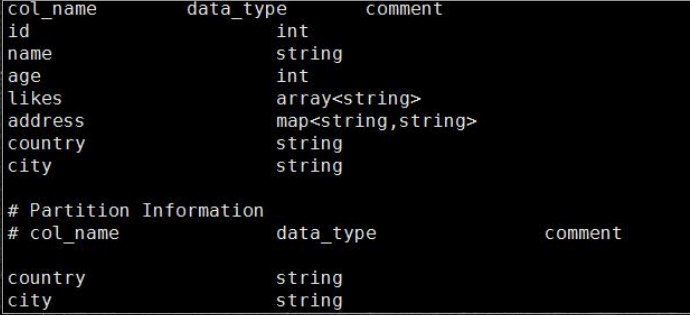 col_name data_type comment
id int
name string
age int
likes array<string>
address map<string,string>
country string
city string
# Partition Information
# col_name data_type comment
country string
city string